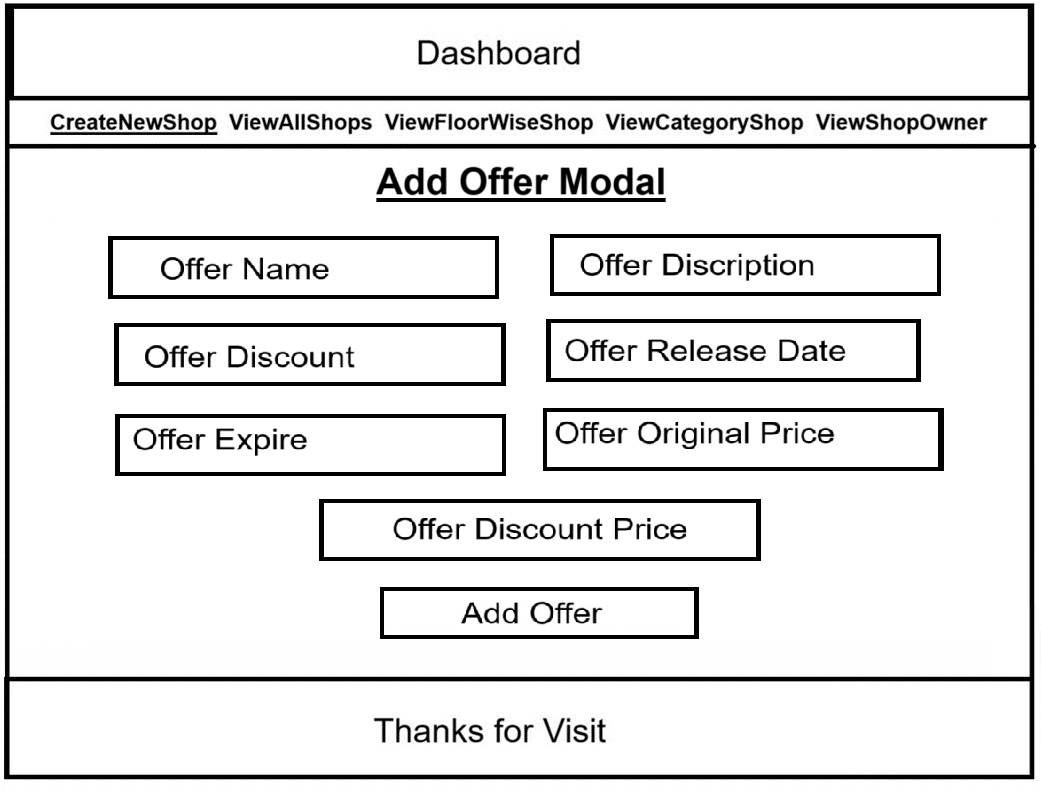 Dashboard
CreateNewShop ViewAllShops ViewFloorWiseShop ViewCategoryShop ViewShopOwner
Add Offer Modal
Offer Name
Offer Discription
Offer Discount
Offer Release Date
Offer Expire
Offer Original Price
Offer Discount Price
Add Offer
Thanks for Visit